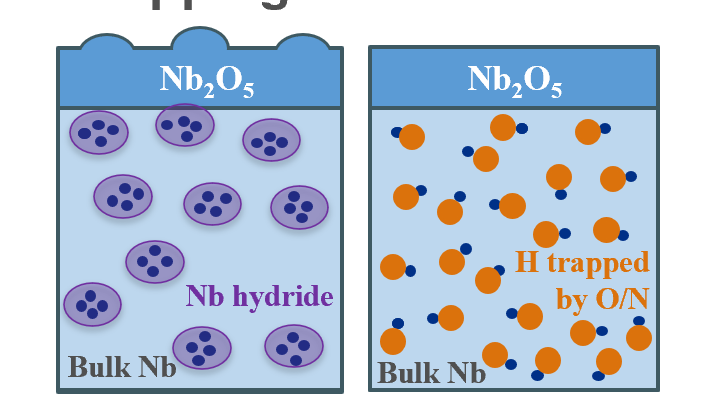 Nb₂O₅
Nb hydride
Bulk Nb
Nb₂O₅
H trapped
by O/N
Bulk Nb